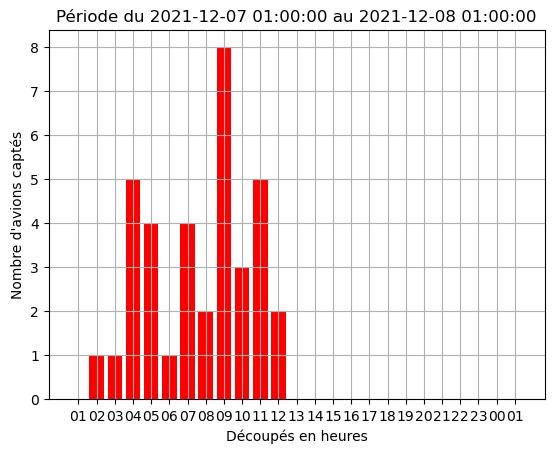 Période du 2021-12-07 01:00:00 au 2021-12-08 01:00:00
8
7
6
5
4
3
2
1
0
Nombre d'avions captés
01 02 03 04 05 06 07 08 09 10 11 12 13 14 15 16 17 18 19 20 21 22 23 00 01
Découpés en heures